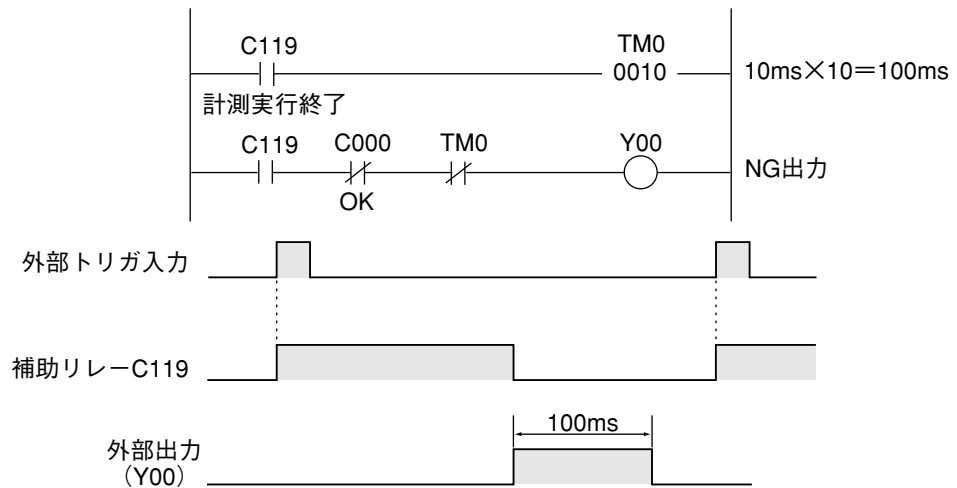 C119
TM0
0010
10ms×10=100ms
計測実行終了
C119
C000
TM0
Y00
NG出力
OK
外部トリガ入力
補助リレーC119
100ms
外部出力
（Y00）